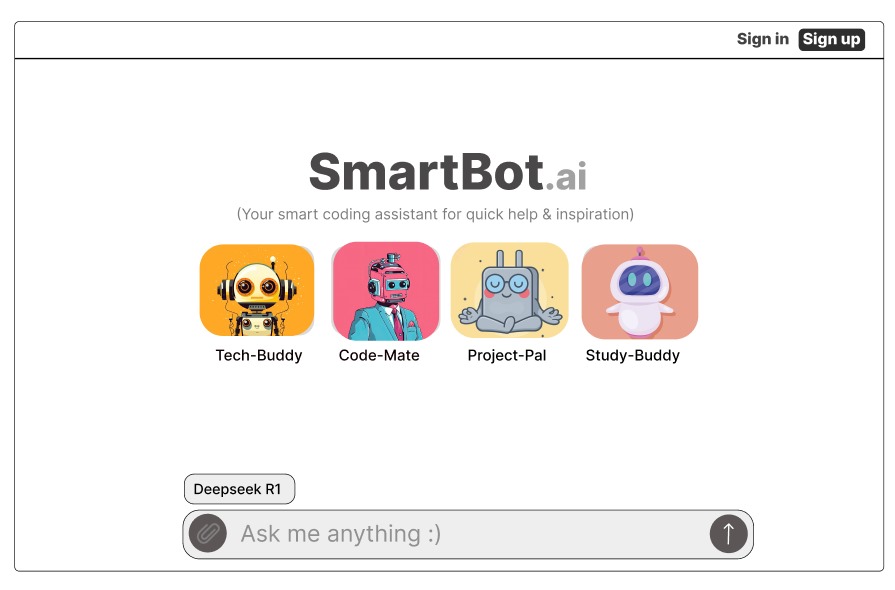 Sign in Sign up
SmartBot.ai
(Your smart coding assistant for quick help & inspiration)
Tech-Buddy Code-Mate Project-Pal Study-Buddy
Deepseek R1
Ask me anything :)